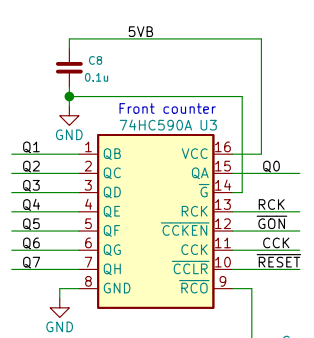 5VB
C8
0.1u
GND
Front counter
74HC590A U3
Q1 1 QB VCC 16
Q2 2 QC QA 15 Q0
Q3 3 QD G 14
Q4 4 QE RCK 13 RCK
Q5 5 QF CCKEN 12 GON
Q6 6 QG CCK 11 CCK
Q7 7 QH CCLR 10 RESET
8 GND RCO 9
GND